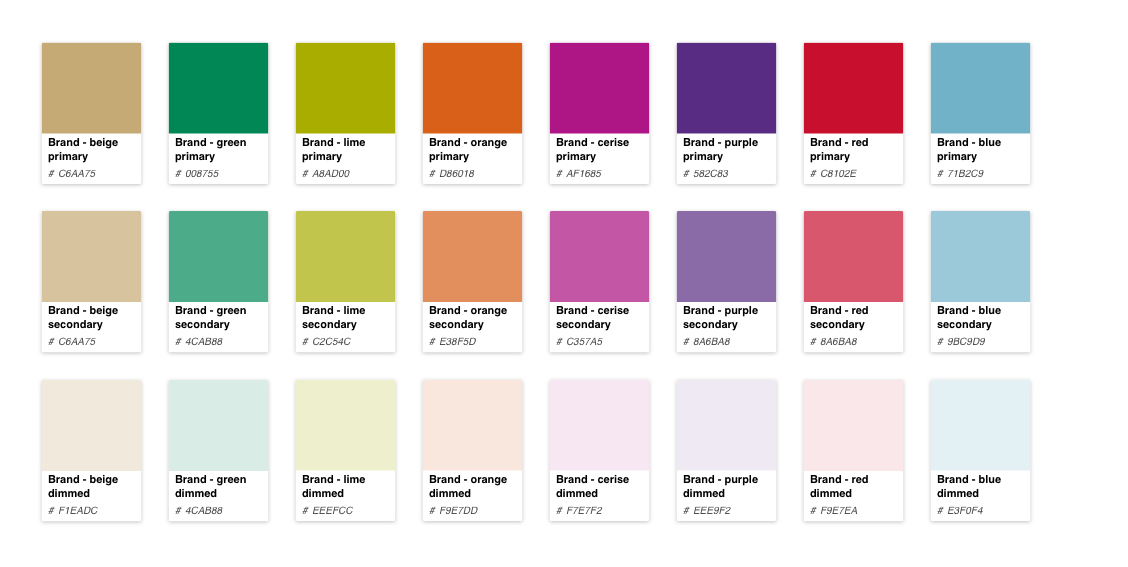 Brand - beige
primary
# C6AA75
Brand - green
primary
# 008755
Brand - lime
primary
# A8AD00
Brand - orange
primary
# D86018
Brand - cerise
primary
# AF1685
Brand - purple
primary
# 582C83
Brand - red
primary
# C8102E
Brand - blue
primary
# 71B2C9
Brand - beige
secondary
# C6AA75
Brand - green
secondary
# 4CAB88
Brand - lime
secondary
# C2C54C
Brand - orange
secondary
# E38F5D
Brand - cerise
secondary
# C357A5
Brand - purple
secondary
# 8A6BA8
Brand - red
secondary
# 8A6BA8
Brand - blue
secondary
# 9BC9D9
Brand - beige
dimmed
# F1EADC
Brand - green
dimmed
# 4CAB88
Brand - lime
dimmed
# EEEFCC
Brand - orange
dimmed
# F9E7DD
Brand - cerise
dimmed
# F7E7F2
Brand - purple
dimmed
# EEE9F2
Brand - red
dimmed
# F9E7EA
Brand - blue
dimmed
# E3F0F4